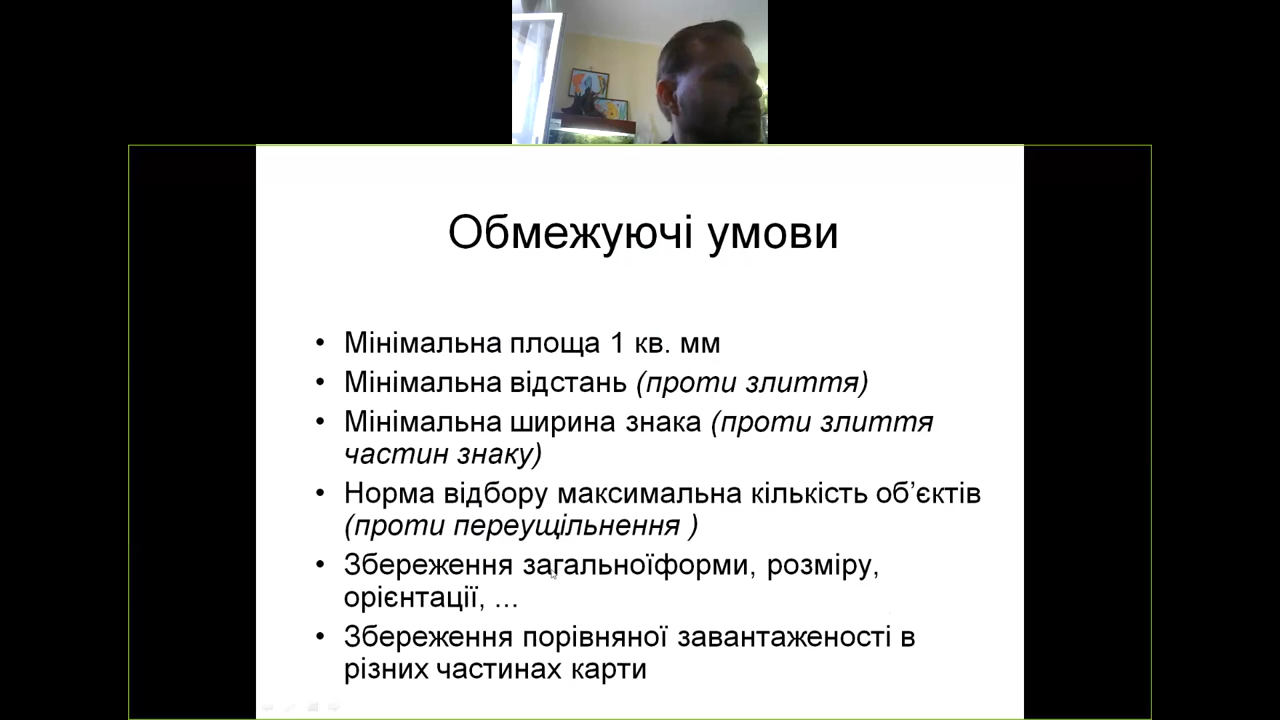 Обмежуючі умови
• Мінімальна площа 1 кв. мм
• Мінімальна відстань (проти злиття)
• Мінімальна ширина знака (проти злиття
частин знаку)
• Норма відбору максимальна кількість об’єктів
(проти переущільнення )
• Збереження загальноїформи, розміру,
орієнтації, ...
• Збереження порівняної завантаженості в
різних частинах карти